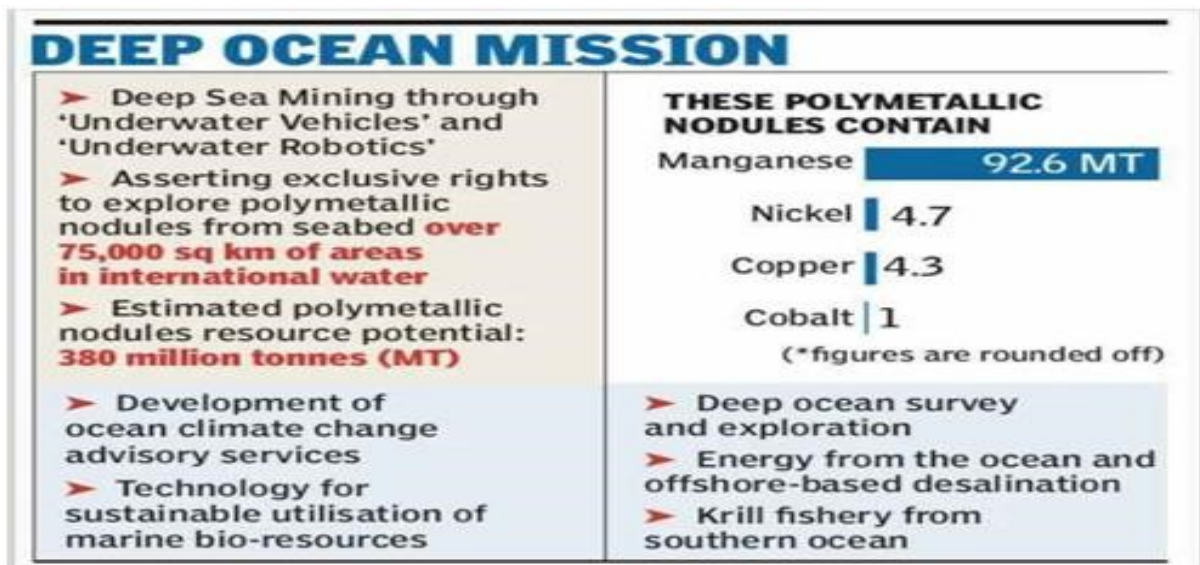 DEEP OCEAN MISSION
➤ Deep Sea Mining through
‘Underwater Vehicles’ and
‘Underwater Robotics’
➤ Asserting exclusive rights
to explore polymetallic
nodules from seabed over
75,000 sq km of areas
in international water
➤ Estimated polymetallic
nodules resource potential:
380 million tonnes (MT)
THESE POLYMETALLIC
NODULES CONTAIN
Manganese 92.6 MT
Nickel 4.7
Copper 4.3
Cobalt 1
(*figures are rounded off)
➤ Development of
ocean climate change
advisory services
➤ Technology for
sustainable utilisation of
marine bio-resources
➤ Deep ocean survey
and exploration
➤ Energy from the ocean and
offshore-based desalination
➤ Krill fishery from
southern ocean